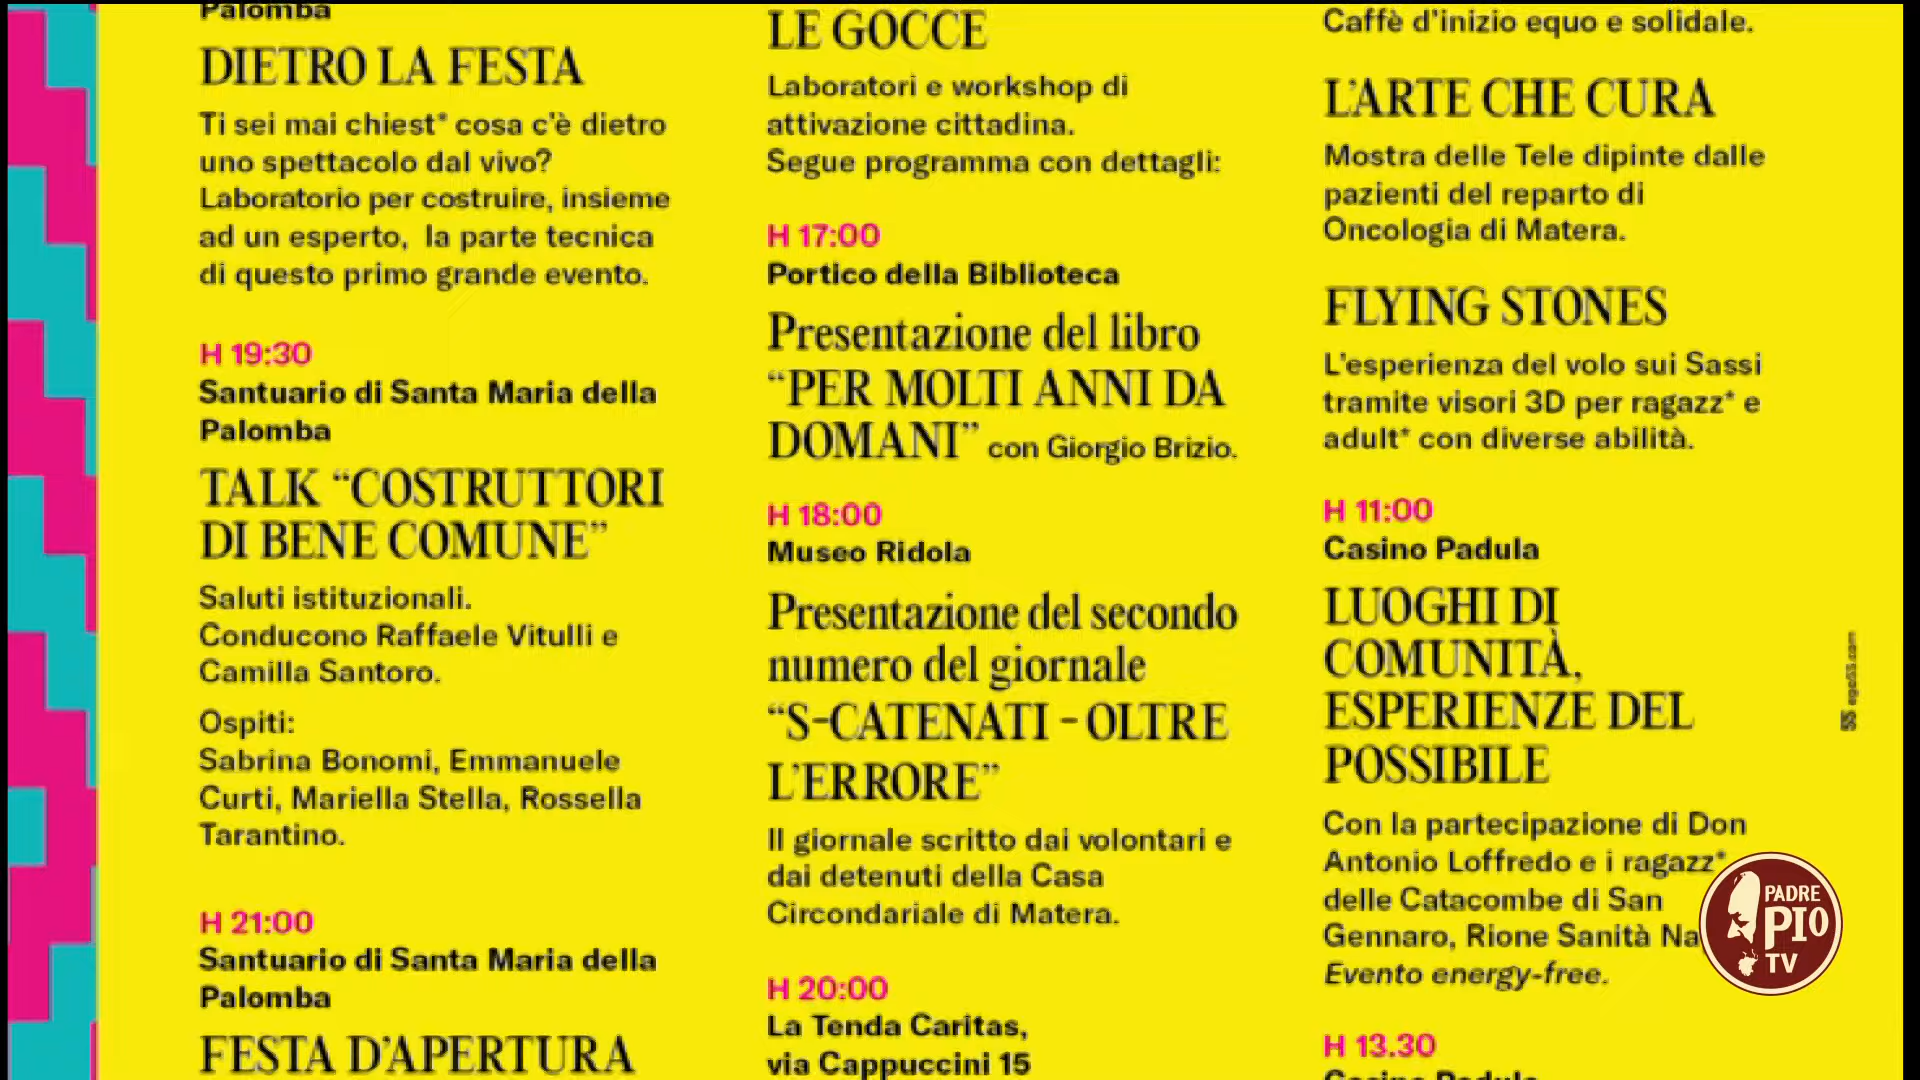 Palomba
DIETRO LA FESTA
Ti sei mai chiest* cosa c'è dietro
uno spettacolo dal vivo?
Laboratorio per costruire, insieme
ad un esperto, la parte tecnica
di questo primo grande evento.
H 19:30
Santuario di Santa Maria della
Palomba
TALK “COSTRUTTORI
DI BENE COMUNE”
Saluti istituzionali.
Conducono Raffaele Vitulli e
Camilla Santoro.
Ospiti:
Sabrina Bonomi, Emmanuele
Curti, Mariella Stella, Rossella
Tarantino.
H 21:00
Santuario di Santa Maria della
Palomba
FESTA D'APERTURA
LE GOCCE
Laboratori e workshop di
attivazione cittadina.
Segue programma con dettagli:
H 17:00
Portico della Biblioteca
Presentazione del libro
“PER MOLTI ANNI DA
DOMANI” con Giorgio Brizio.
H 18:00
Museo Ridola
Presentazione del secondo
numero del giornale
“S-CATENATI - OLTRE
L'ERRORE”
Il giornale scritto dai volontari e
dai detenuti della Casa
Circondariale di Matera.
H 20:00
La Tenda Caritas,
via Cappuccini 15
Caffè d'inizio equo e solidale.
L'ARTE CHE CURA
Mostra delle Tele dipinte dalle
pazienti del reparto di
Oncologia di Matera.
FLYING STONES
L'esperienza del volo sui Sassi
tramite visori 3D per ragazz* e
adult* con diverse abilità.
H 11:00
Casino Padula
LUOGHI DI
COMUNITÀ,
ESPERIENZE DEL
POSSIBILE
Con la partecipazione di Don
Antonio Loffredo e i ragazz*
delle Catacombe di San
Gennaro, Rione Sanità Na
Evento energy-free.
H 13.30
Casino Padula
PADRE
PIO
TV